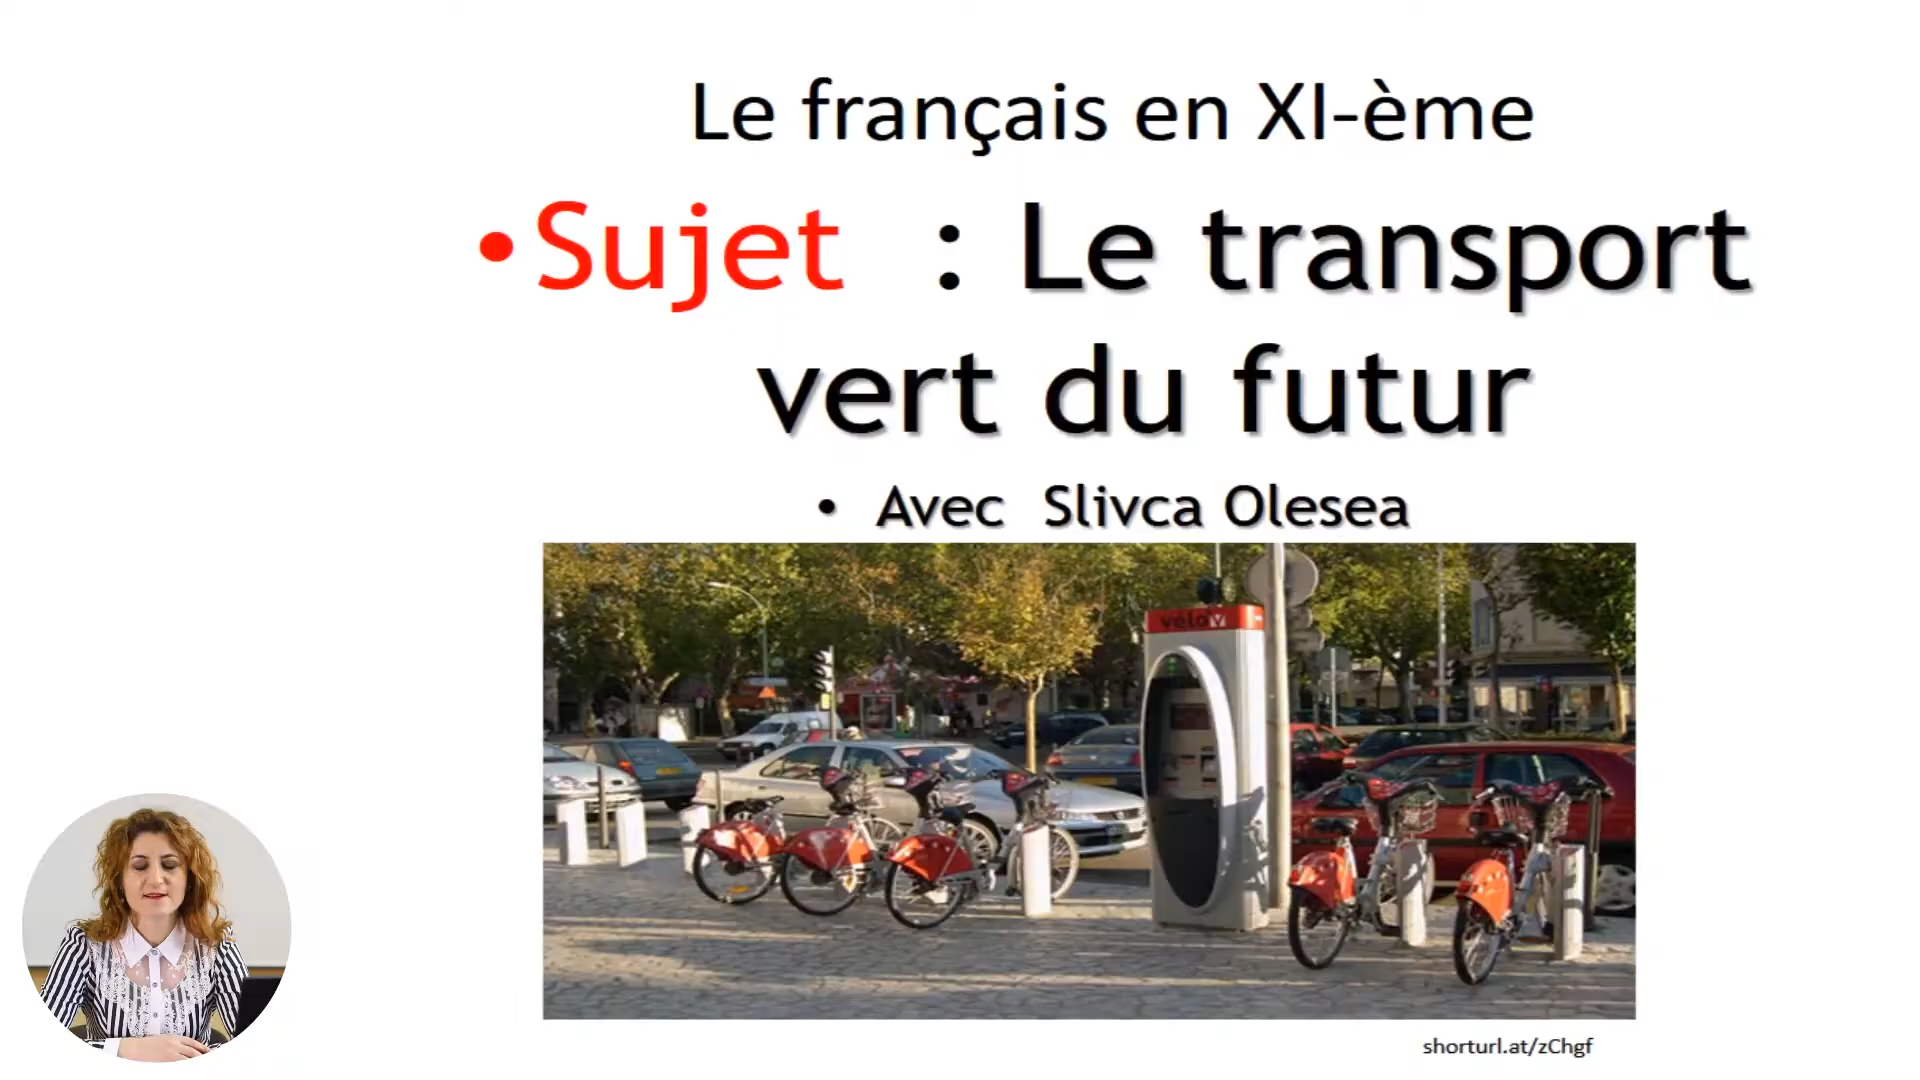 Le français en XI-ème
•Sujet : Le transport
vert du futur
• Avec Slivca Olesea
vélo'v
shorturl.at/zChgf